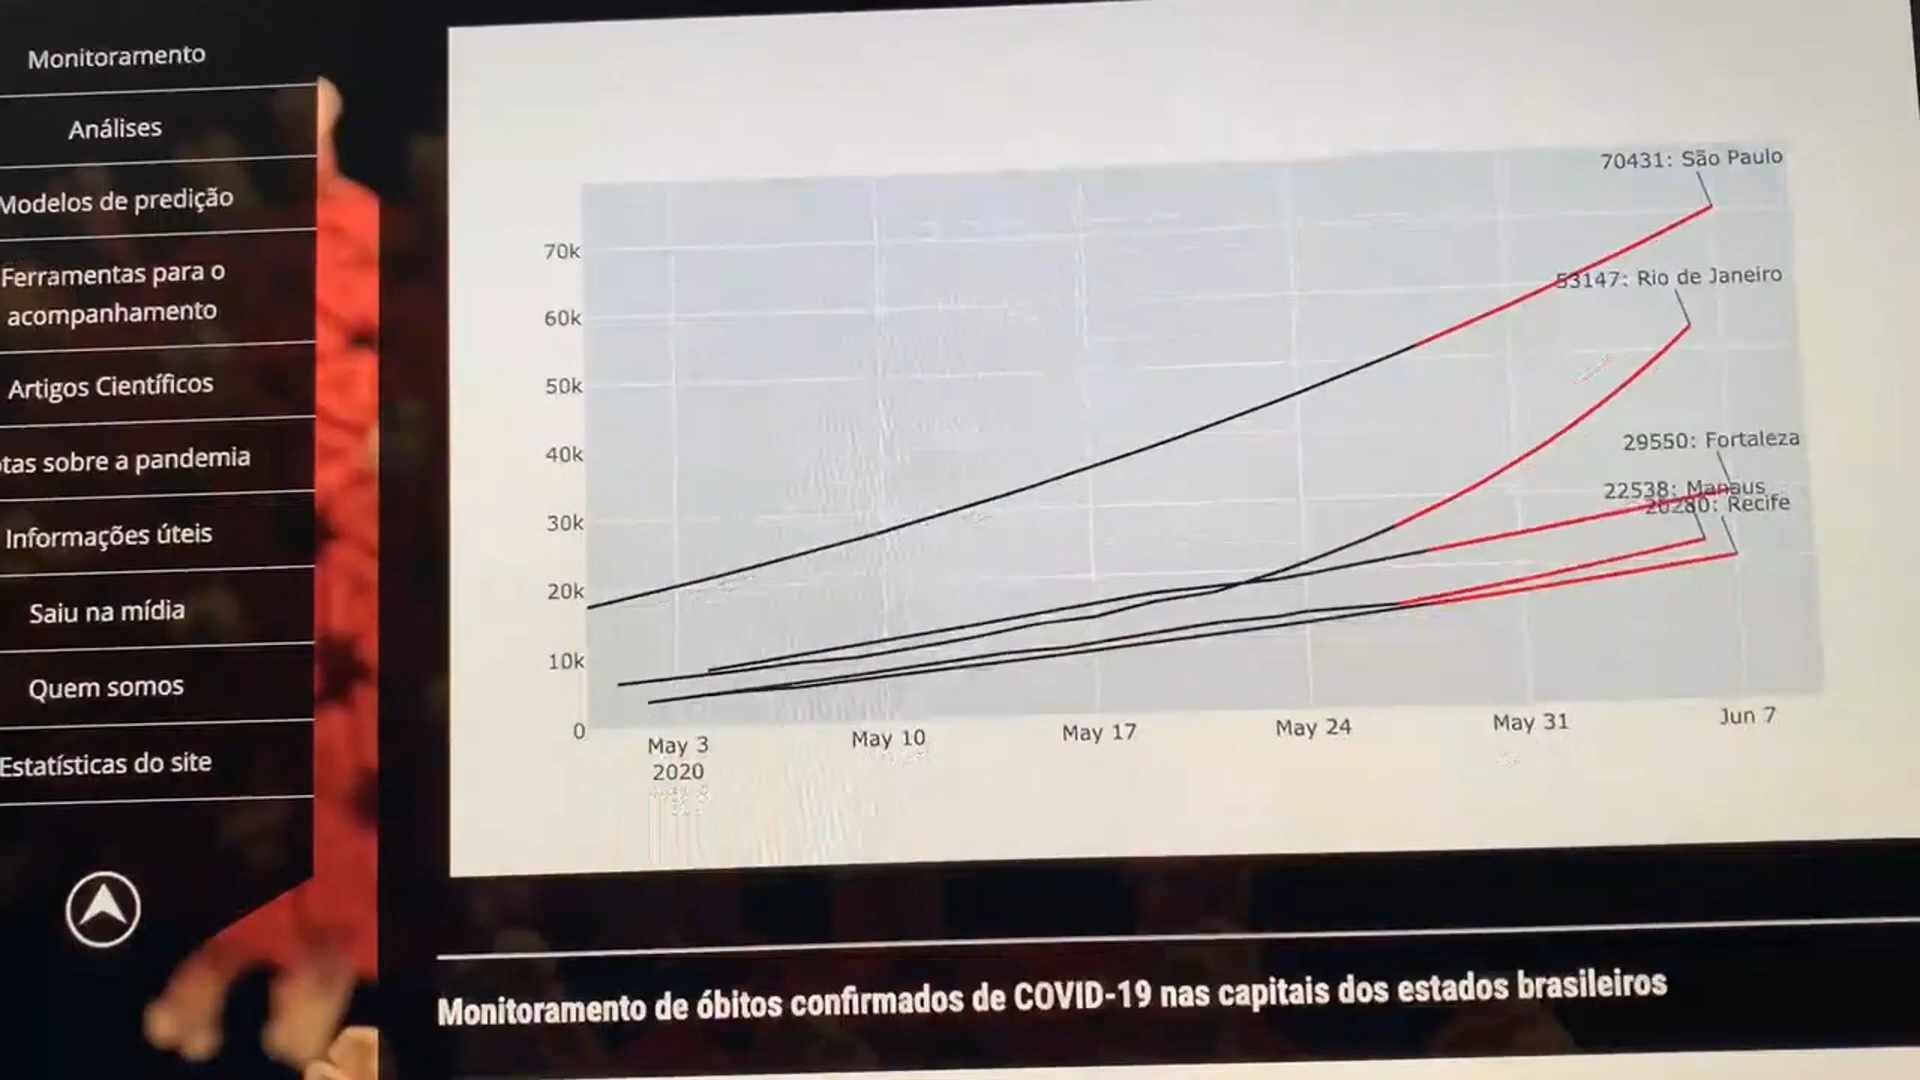 Monitoramento
Análises
Modelos de predição
Ferramentas para o
acompanhamento
Artigos Científicos
sobre a pandemia
Informações úteis
Saiu na mídia
Quem somos
Estatísticas do site
70431: São Paulo
53147: Rio de Janeiro
29550: Fortaleza
22538: Manaus
20280: Recife
70k
60k
50k
40k
30k
20k
10k
0
May 3
2020
May 10
May 17
May 24
May 31
Jun 7
Monitoramento de óbitos confirmados de COVID-19 nas capitais dos estados brasileiros